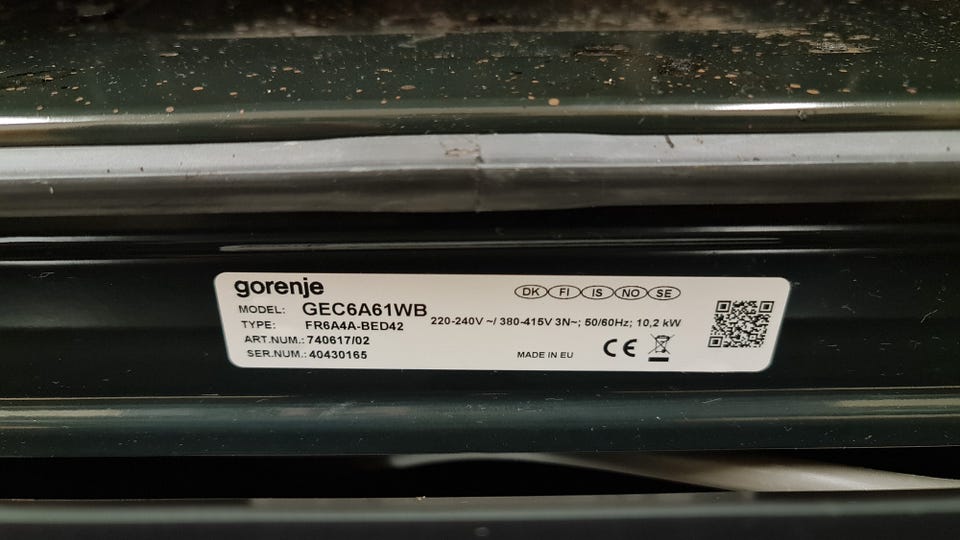 gorenje
DK FI IS NO SE
MODEL: GEC6A61WB
TYPE: FR6A4A-BED42
220-240V ~/ 380-415V 3N~; 50/60Hz; 10,2 kW
ART.NUM.: 740617/02
SER.NUM.: 40430165
MADE IN EU
CE